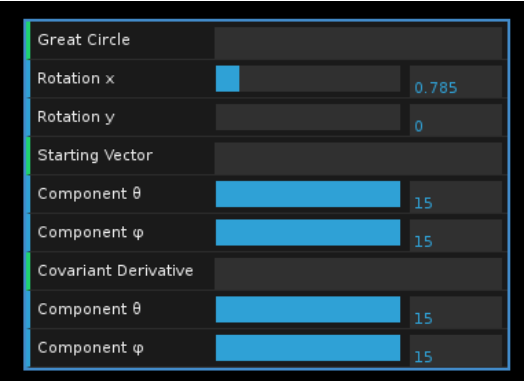 Great Circle
Rotation x 0.785
Rotation y 0
Starting Vector
Component θ 15
Component φ 15
Covariant Derivative
Component θ 15
Component φ 15